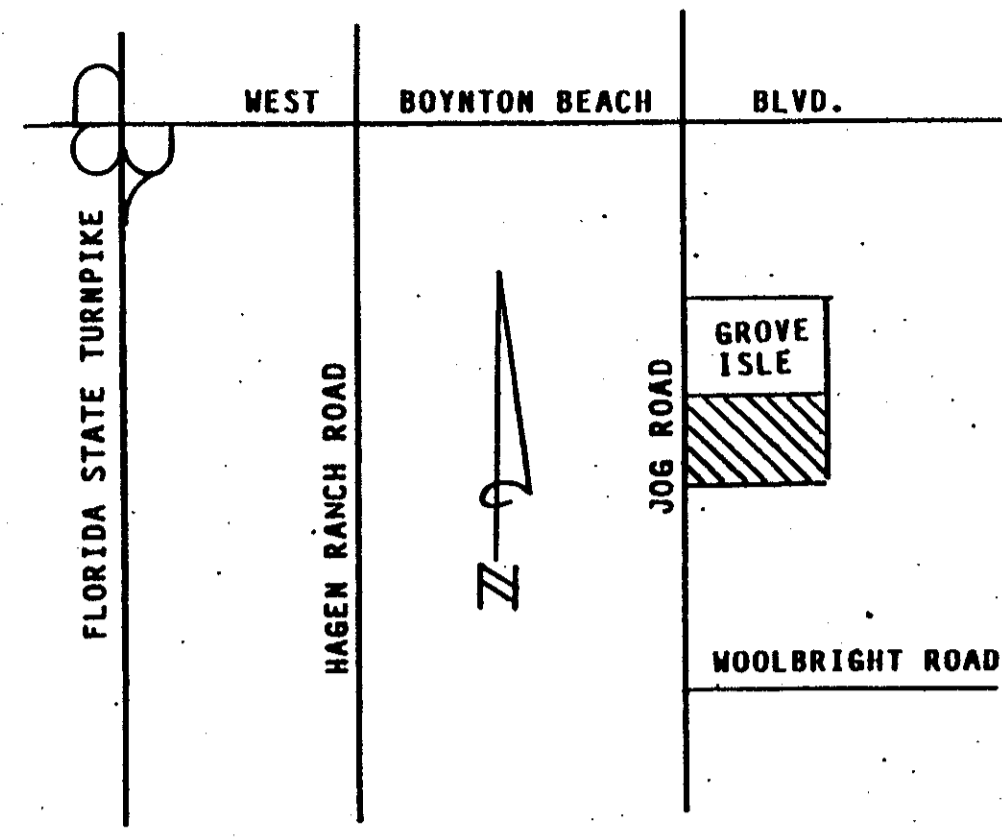 WEST BOYNTON BEACH BLVD.
FLORIDA STATE TURNPIKE
HAGEN RANCH ROAD
N
JOG ROAD
GROVE
ISLE
WOOLBRIGHT ROAD